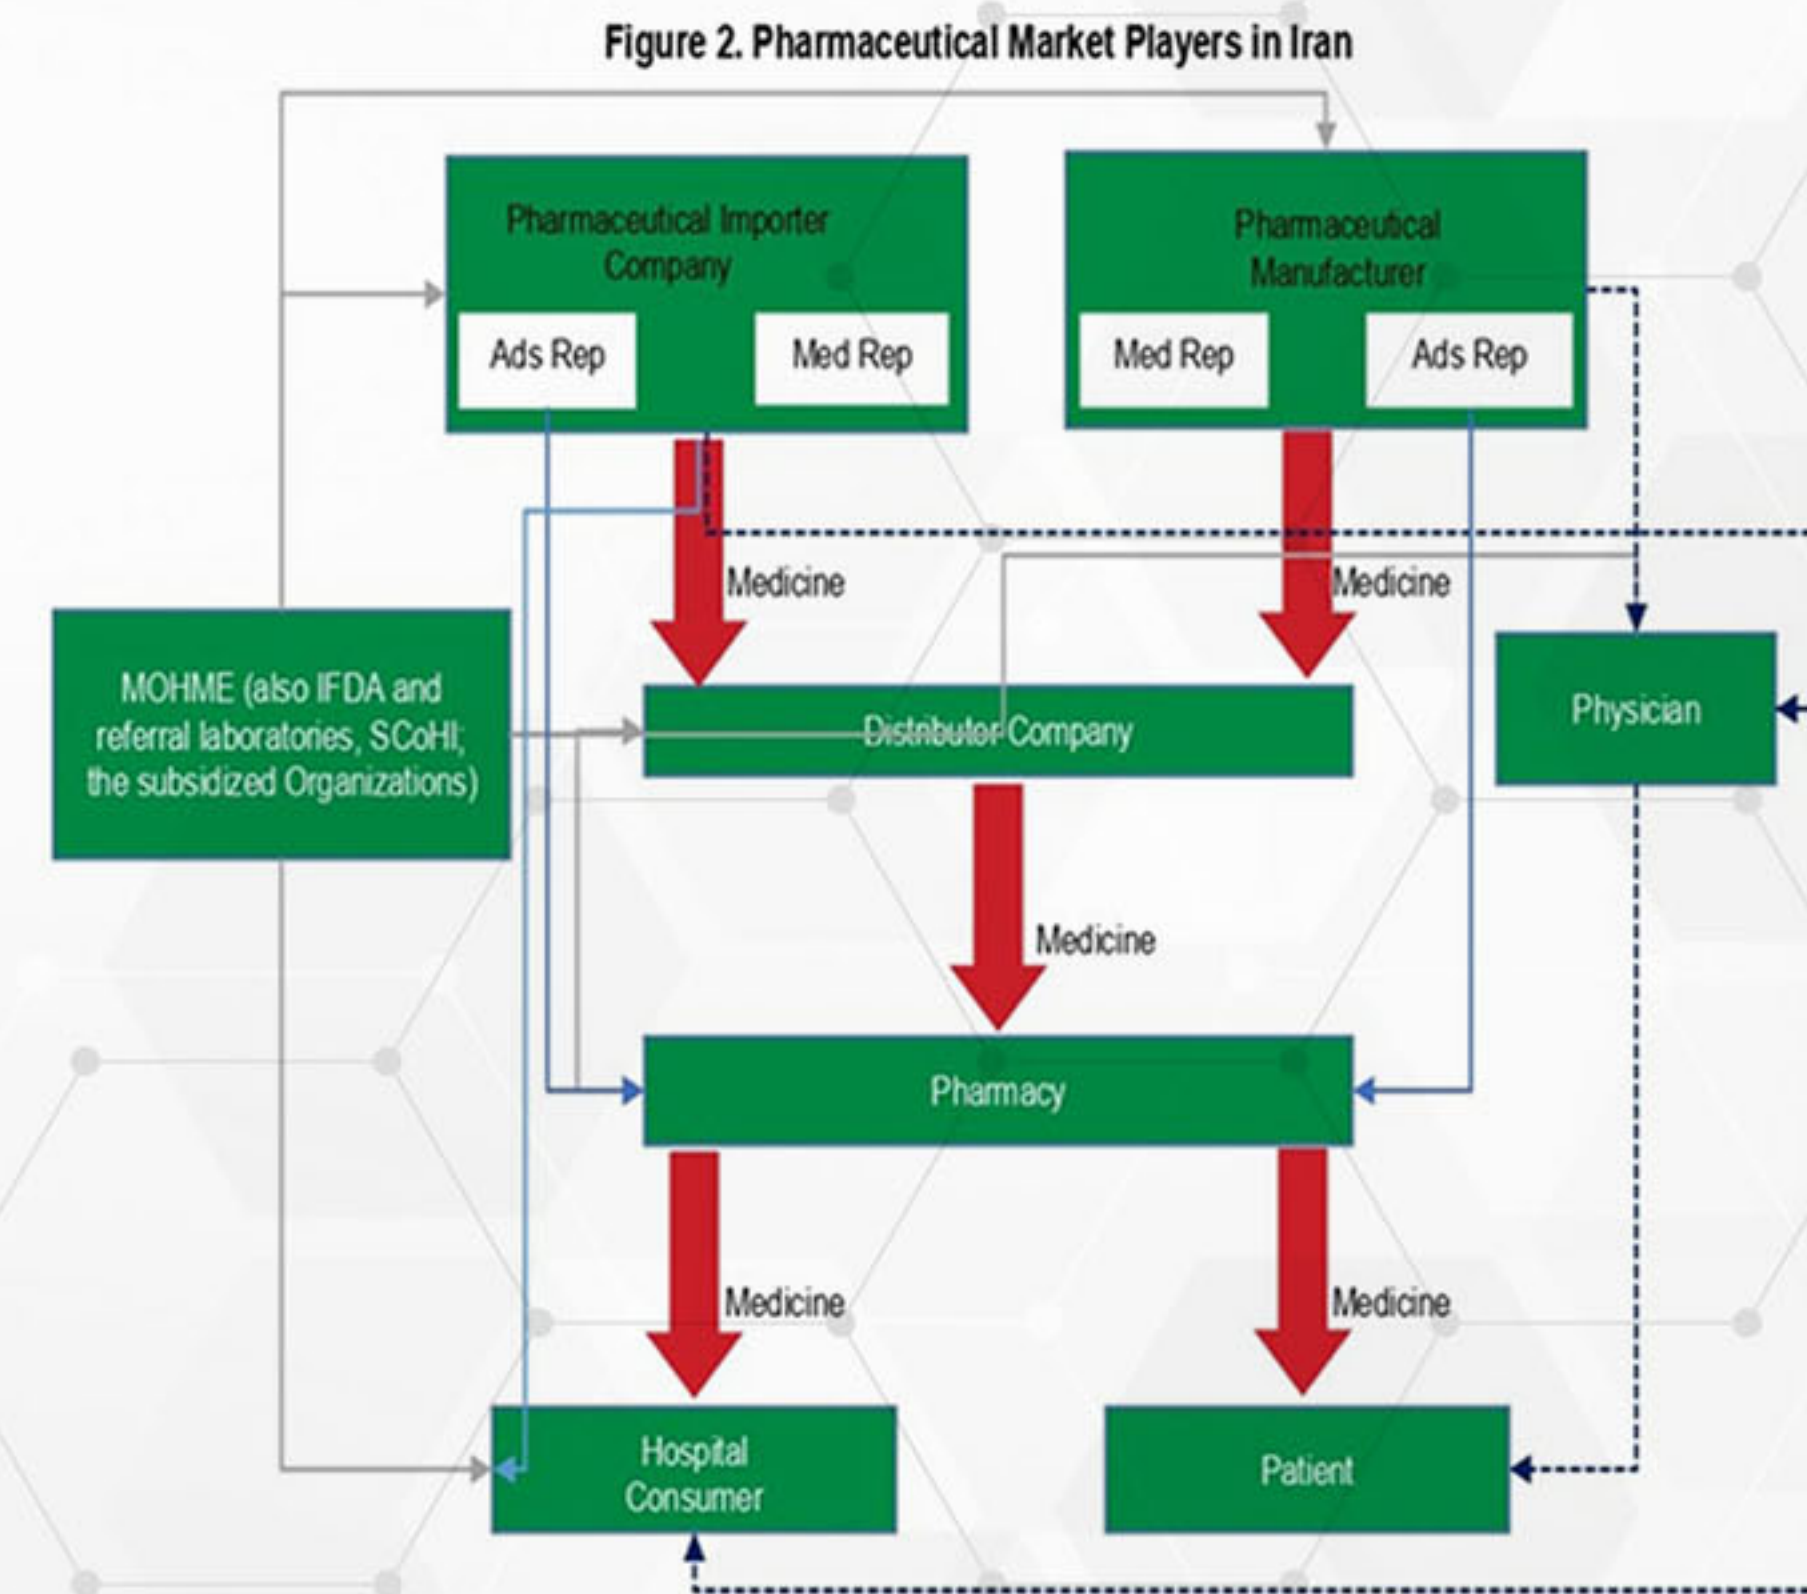 Figure 2. Pharmaceutical Market Players in Iran
Pharmaceutical Importer
Company
Ads Rep
Med Rep
Pharmaceutical
Manufacturer
Med Rep
Ads Rep
Medicine
Medicine
MOHME (also IFDA and
referral laboratories, SCoHI;
the subsidized Organizations)
Distributor Company
Physician
Medicine
Pharmacy
Medicine
Medicine
Hospital
Consumer
Patient